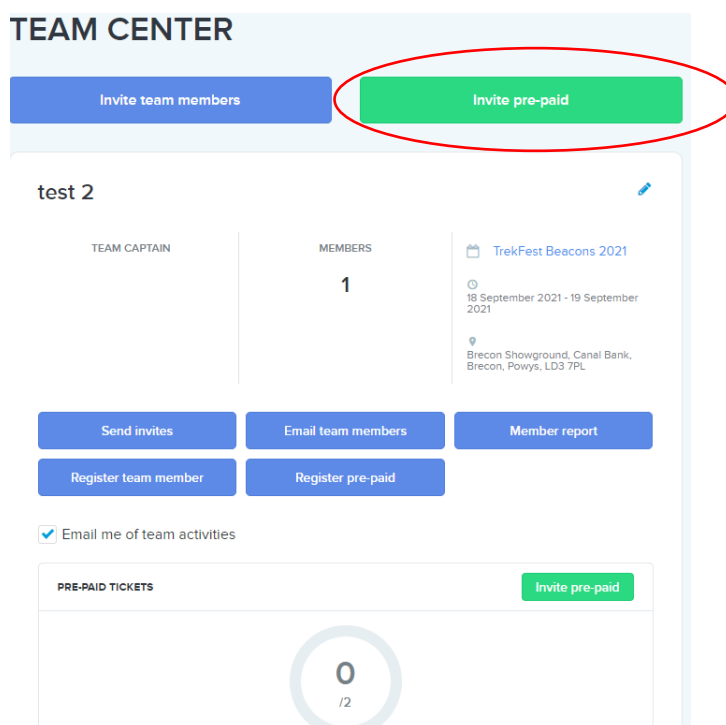 TEAM CENTER
Invite team members
Invite pre-paid
test 2
TEAM CAPTAIN
MEMBERS
1
TrekFest Beacons 2021
18 September 2021 - 19 September
2021
Brecon Showground, Canal Bank,
Brecon, Powys, LD3 7PL
Send invites
Email team members
Member report
Register team member
Register pre-paid
Email me of team activities
PRE-PAID TICKETS
Invite pre-paid
0
/2